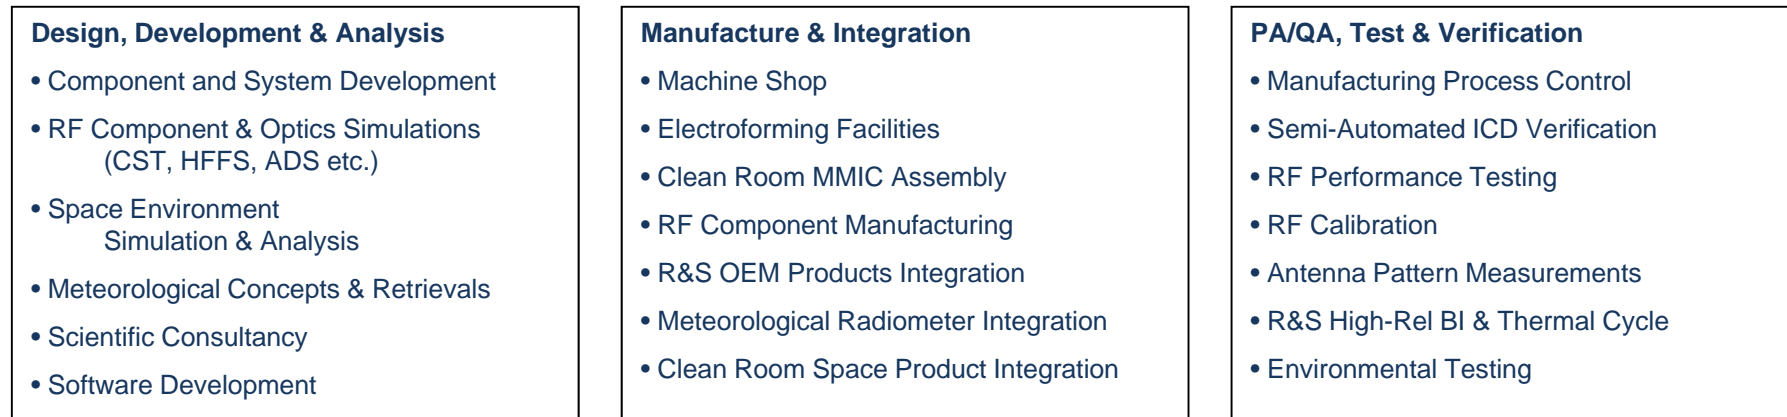 Design, Development & Analysis
• Component and System Development
• RF Component & Optics Simulations
(CST, HFFS, ADS etc.)
• Space Environment
Simulation & Analysis
• Meteorological Concepts & Retrievals
• Scientific Consultancy
• Software Development
Manufacture & Integration
• Machine Shop
• Electroforming Facilities
• Clean Room MMIC Assembly
• RF Component Manufacturing
• R&S OEM Products Integration
• Meteorological Radiometer Integration
• Clean Room Space Product Integration
PA/QA, Test & Verification
• Manufacturing Process Control
• Semi-Automated ICD Verification
• RF Performance Testing
• RF Calibration
• Antenna Pattern Measurements
• R&S High-Rel BI & Thermal Cycle
• Environmental Testing